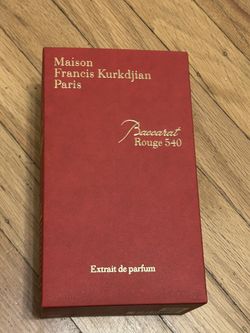 Maison
Francis Kurkdjian
Paris
Baccarat
Rouge 540
Extrait de parfum